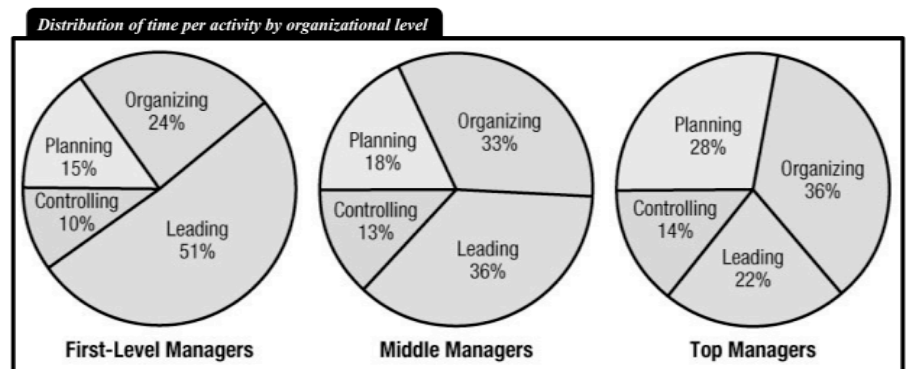 Distribution of time per activity by organizational level
Organizing
24%
Planning
15%
Controlling
10%
Leading
51%
First-Level Managers
Organizing
33%
Planning
18%
Controlling
13%
Leading
36%
Middle Managers
Planning
28%
Organizing
36%
Controlling
14%
Leading
22%
Top Managers